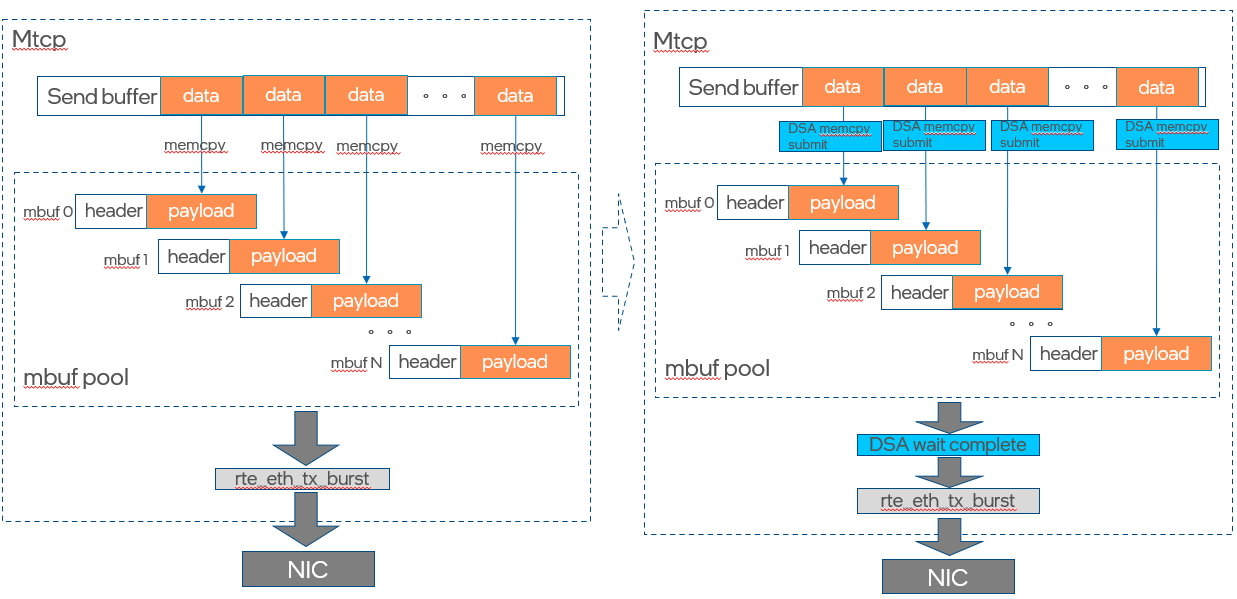 Mtcp
Send buffer data data data data
memcpy memcpy memcpy memcpy
mbuf 0 header payload
mbuf 1 header payload
mbuf 2 header payload
mbuf N header payload
mbuf pool
rte_eth_tx_burst
NIC
Mtcp
Send buffer data data data data
DSA memcpy submit DSA memcpy submit DSA memcpy submit DSA memcpy submit
mbuf 0 header payload
mbuf 1 header payload
mbuf 2 header payload
mbuf N header payload
mbuf pool
DSA wait complete
rte_eth_tx_burst
NIC